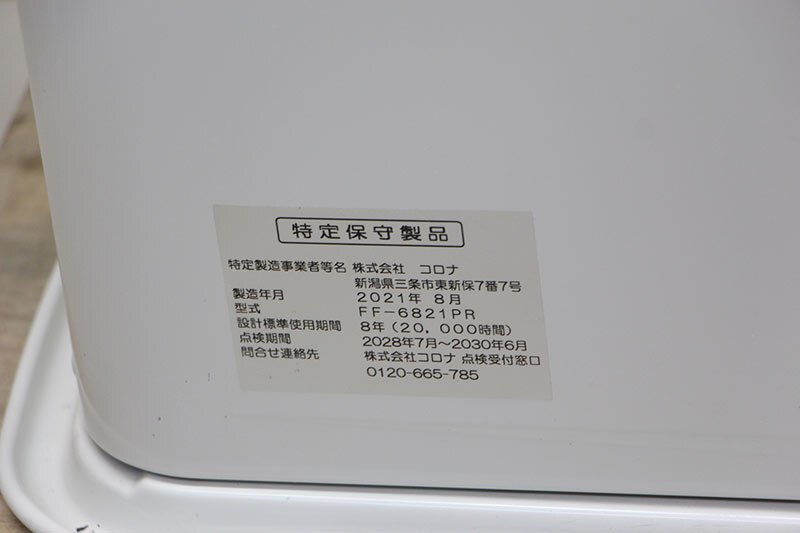 特定保守製品
特定製造事業者等名 株式会社 コロナ
新潟県三条市東新保7番7号
製造年月 2021年 8月
型式 FF-6821PR
設計標準使用期間 8年(20,000時間)
点検期間 2028年7月～2030年6月
問合せ連絡先 株式会社コロナ 点検受付窓口
0120-665-785